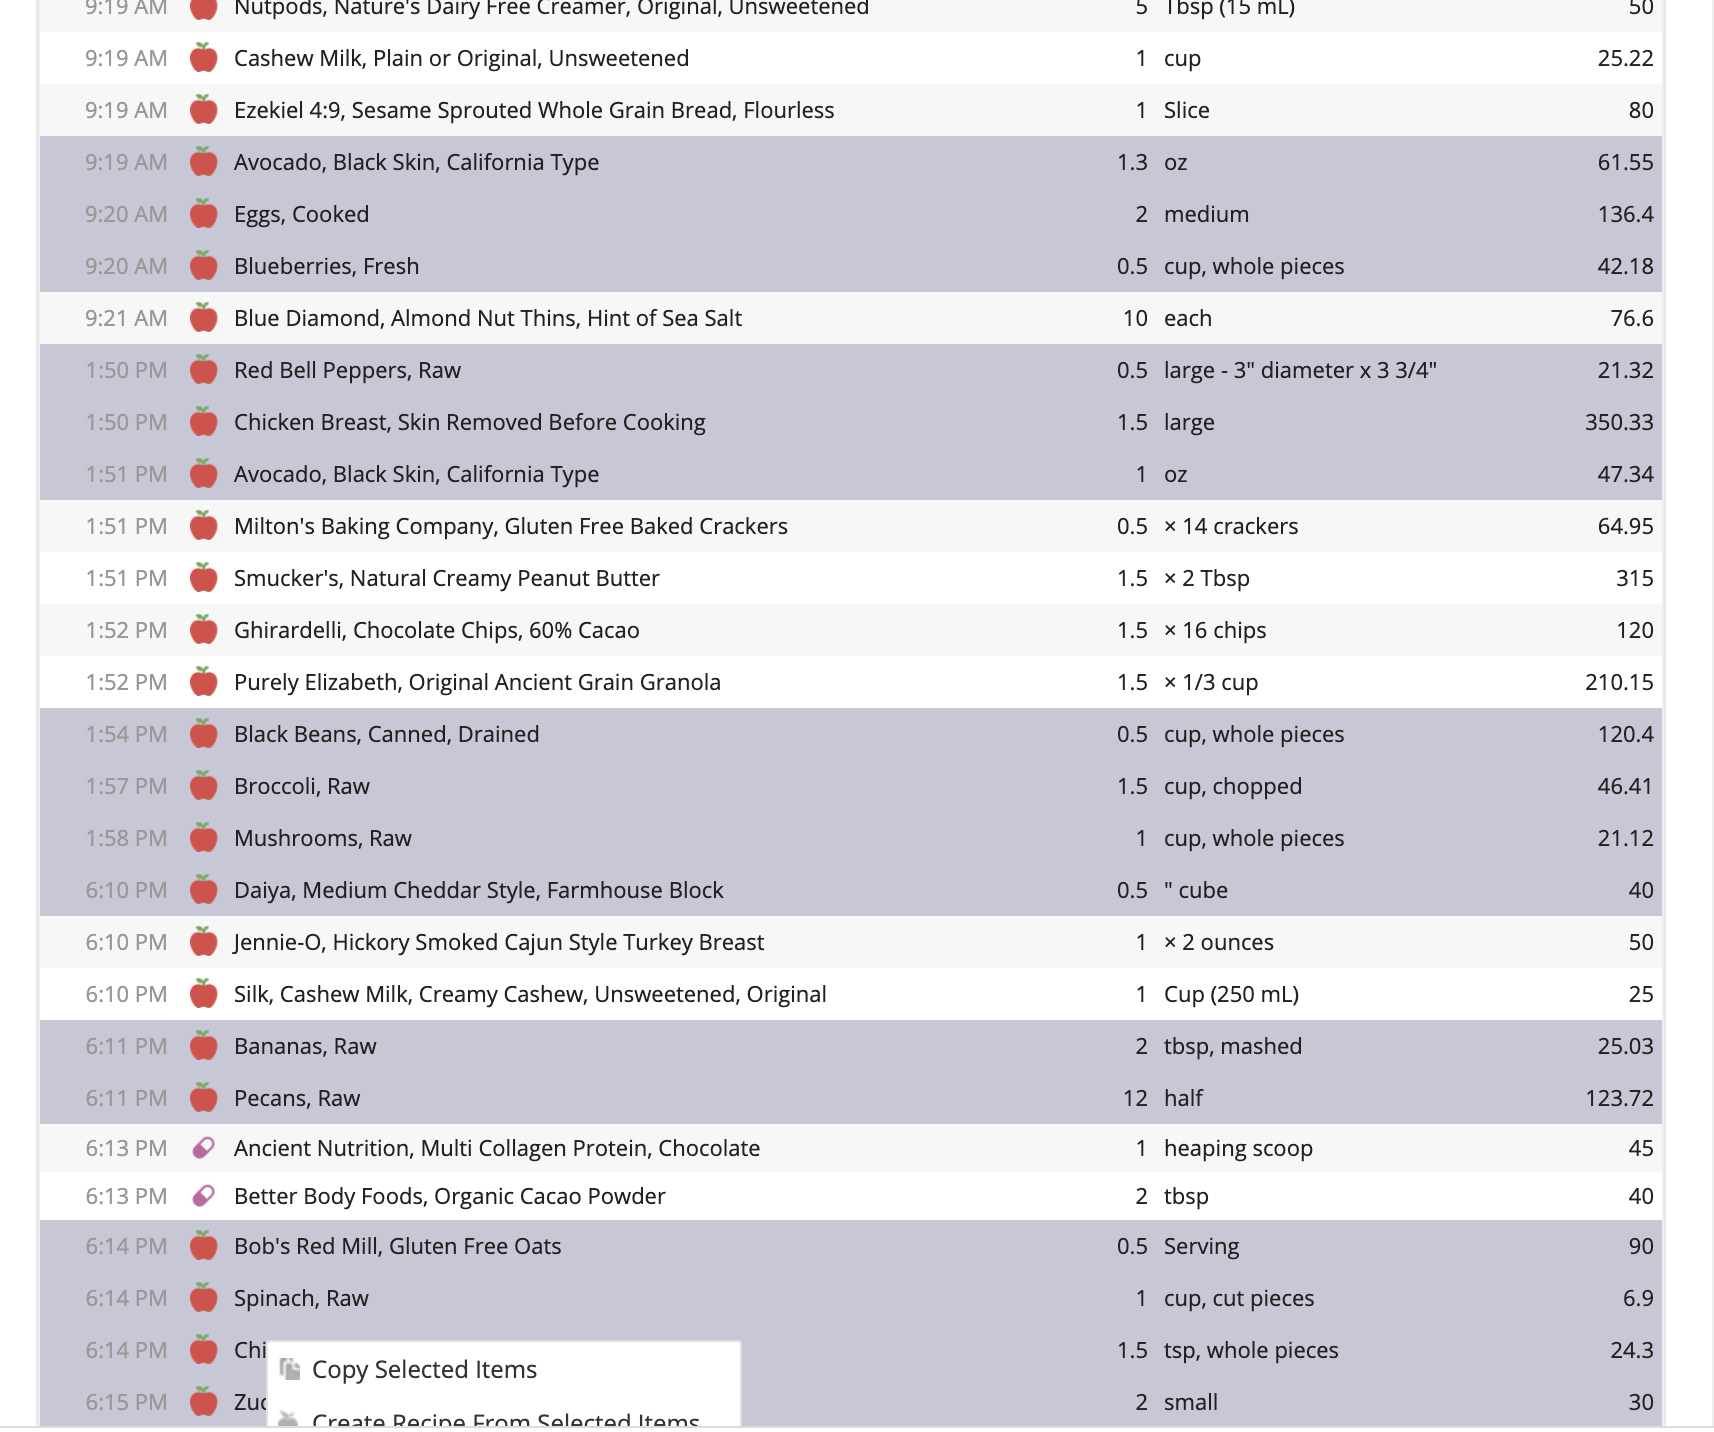 9:19 AM Nutpods, Nature's Dairy Free Creamer, Original, Unsweetened 5 Tbsp (15 mL) 50
9:19 AM Cashew Milk, Plain or Original, Unsweetened 1 cup 25.22
9:19 AM Ezekiel 4:9, Sesame Sprouted Whole Grain Bread, Flourless 1 Slice 80
9:19 AM Avocado, Black Skin, California Type 1.3 oz 61.55
9:20 AM Eggs, Cooked 2 medium 136.4
9:20 AM Blueberries, Fresh 0.5 cup, whole pieces 42.18
9:21 AM Blue Diamond, Almond Nut Thins, Hint of Sea Salt 10 each 76.6
1:50 PM Red Bell Peppers, Raw 0.5 large - 3" diameter x 3 3/4" 21.32
1:50 PM Chicken Breast, Skin Removed Before Cooking 1.5 large 350.33
1:51 PM Avocado, Black Skin, California Type 1 oz 47.34
1:51 PM Milton's Baking Company, Gluten Free Baked Crackers 0.5 × 14 crackers 64.95
1:51 PM Smucker's, Natural Creamy Peanut Butter 1.5 × 2 Tbsp 315
1:52 PM Ghirardelli, Chocolate Chips, 60% Cacao 1.5 × 16 chips 120
1:52 PM Purely Elizabeth, Original Ancient Grain Granola 1.5 × 1/3 cup 210.15
1:54 PM Black Beans, Canned, Drained 0.5 cup, whole pieces 120.4
1:57 PM Broccoli, Raw 1.5 cup, chopped 46.41
1:58 PM Mushrooms, Raw 1 cup, whole pieces 21.12
6:10 PM Daiya, Medium Cheddar Style, Farmhouse Block 0.5 " cube 40
6:10 PM Jennie-O, Hickory Smoked Cajun Style Turkey Breast 1 × 2 ounces 50
6:10 PM Silk, Cashew Milk, Creamy Cashew, Unsweetened, Original 1 Cup (250 mL) 25
6:11 PM Bananas, Raw 2 tbsp, mashed 25.03
6:11 PM Pecans, Raw 12 half 123.72
6:13 PM Ancient Nutrition, Multi Collagen Protein, Chocolate 1 heaping scoop 45
6:13 PM Better Body Foods, Organic Cacao Powder 2 tbsp 40
6:14 PM Bob's Red Mill, Gluten Free Oats 0.5 Serving 90
6:14 PM Spinach, Raw 1 cup, cut pieces 6.9
6:14 PM Chi 1.5 tsp, whole pieces 24.3
Copy Selected Items
6:15 PM Zuc 2 small 30
Create Recipe From Selected Items